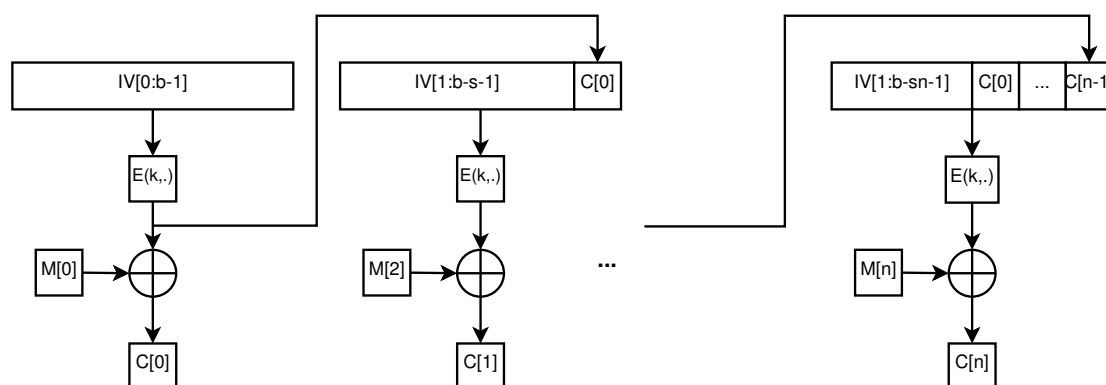 IV[0:b-1]
IV[1:b-s-1]
C[0]
IV[1:b-sn-1]
C[0]
...
C[n-1
E(k,.)
E(k,.)
E(k,.)
M[0]
M[2]
...
M[n]
C[0]
C[1]
C[n]